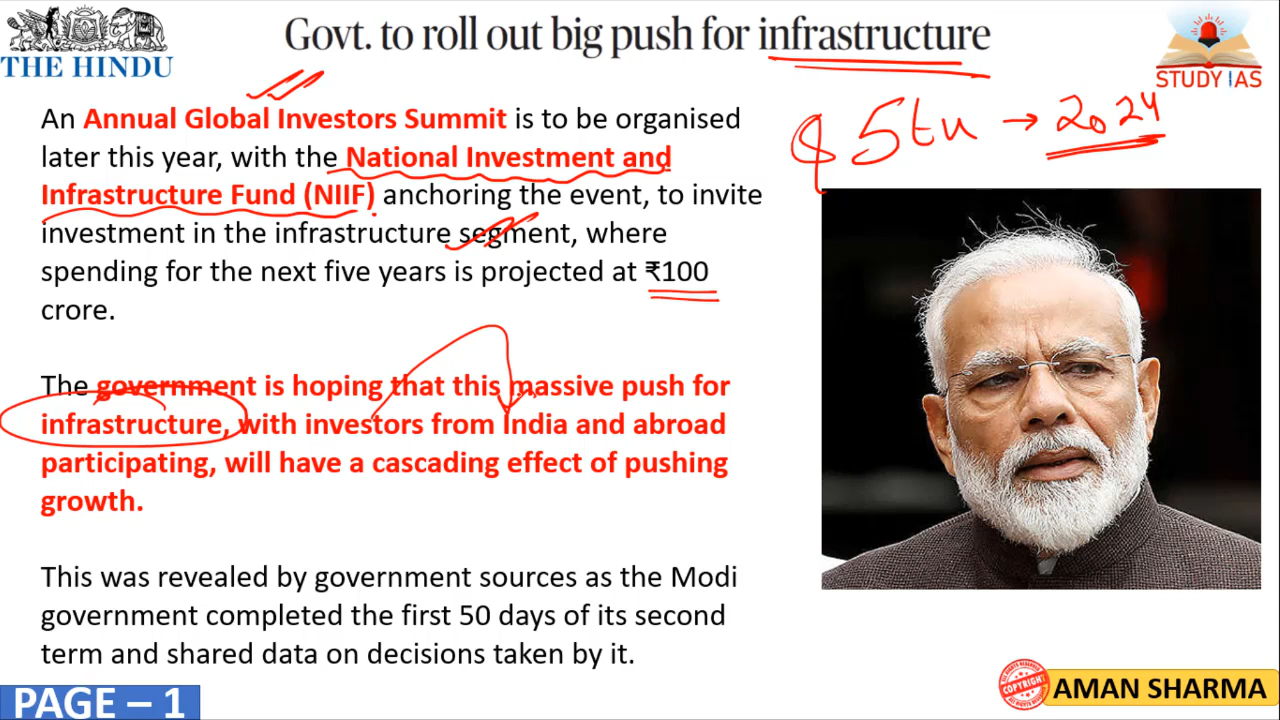 THE HINDU
Govt. to roll out big push for infrastructure
STUDY IAS
An Annual Global Investors Summit is to be organised
later this year, with the National Investment and
Infrastructure Fund (NIIF) anchoring the event, to invite
investment in the infrastructure segment, where
spending for the next five years is projected at ₹100
crore.
$ 5tn → 2024
The government is hoping that this massive push for
infrastructure, with investors from India and abroad
participating, will have a cascading effect of pushing
growth.
This was revealed by government sources as the Modi
government completed the first 50 days of its second
term and shared data on decisions taken by it.
PAGE – 1
COPYRIGHT
AMAN SHARMA